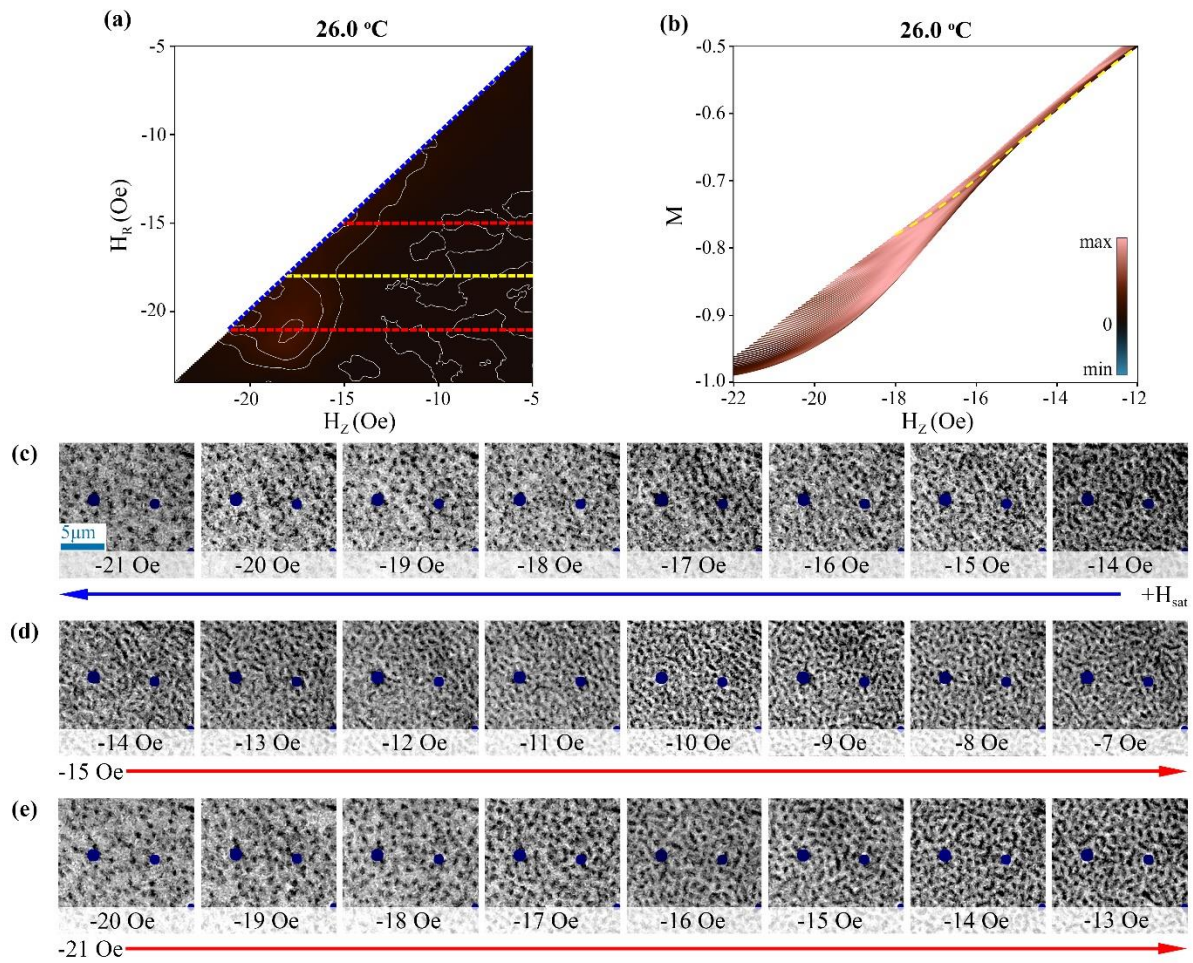 (a)
26.0 °C
-5
-10
-15
-20
H_R (Oe)
-20
-15
-10
-5
H_Z (Oe)
(b)
26.0 °C
-0.5
-0.6
-0.7
-0.8
-0.9
-1.0
M
max
0
min
-22
-20
-18
-16
-14
-12
H_Z (Oe)
(c)
5μm
-21 Oe
-20 Oe
-19 Oe
-18 Oe
-17 Oe
-16 Oe
-15 Oe
-14 Oe
+H_sat
(d)
-14 Oe
-13 Oe
-12 Oe
-11 Oe
-10 Oe
-9 Oe
-8 Oe
-7 Oe
-15 Oe
(e)
-20 Oe
-19 Oe
-18 Oe
-17 Oe
-16 Oe
-15 Oe
-14 Oe
-13 Oe
-21 Oe